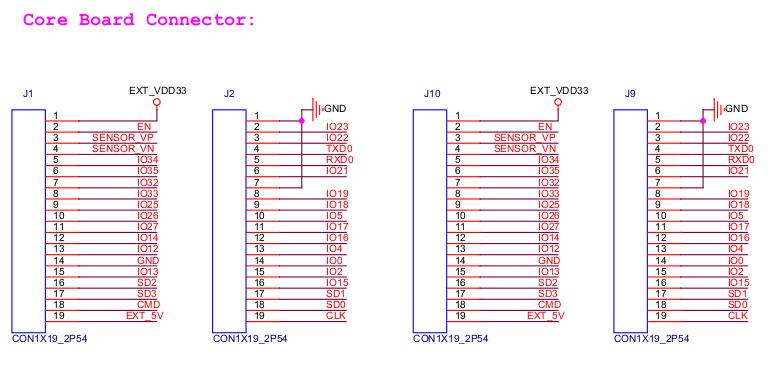 Core Board Connector:
J1
EXT_VDD33
1
2 EN
3 SENSOR_VP
4 SENSOR_VN
5 IO34
6 IO35
7 IO32
8 IO33
9 IO25
10 IO26
11 IO27
12 IO14
13 IO12
14 GND
15 IO13
16 SD2
17 SD3
18 CMD
19 EXT_5V
CON1X19_2P54
J2
GND
1
2 IO23
3 IO22
4 TXD0
5 RXD0
6 IO21
7
8 IO19
9 IO18
10 IO5
11 IO17
12 IO16
13 IO4
14 IO0
15 IO2
16 IO15
17 SD1
18 SD0
19 CLK
CON1X19_2P54
J10
EXT_VDD33
1
2 EN
3 SENSOR_VP
4 SENSOR_VN
5 IO34
6 IO35
7 IO32
8 IO33
9 IO25
10 IO26
11 IO27
12 IO14
13 IO12
14 GND
15 IO13
16 SD2
17 SD3
18 CMD
19 EXT_5V
CON1X19_2P54
J9
GND
1
2 IO23
3 IO22
4 TXD0
5 RXD0
6 IO21
7
8 IO19
9 IO18
10 IO5
11 IO17
12 IO16
13 IO4
14 IO0
15 IO2
16 IO15
17 SD1
18 SD0
19 CLK
CON1X19_2P54